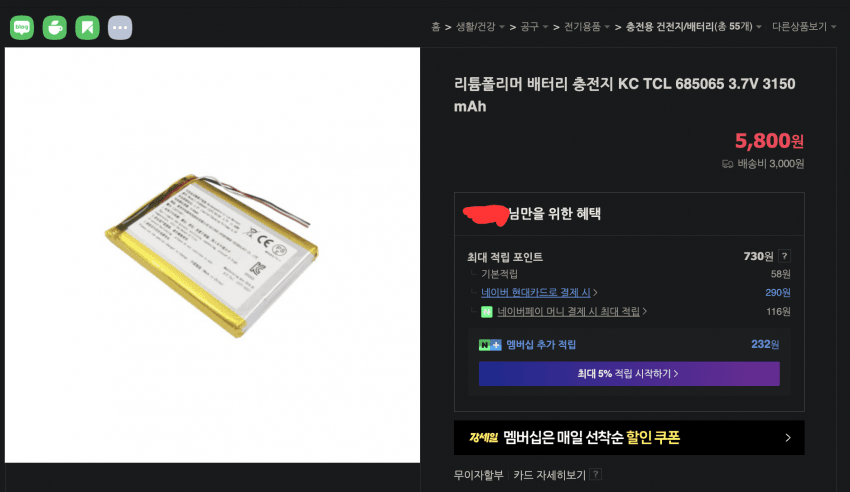 blog
홈 > 생활/건강 > 공구 > 전기용품 > 충전용 건전지/배터리(총 55개) 다른상품보기
리튬폴리머 배터리 충전지 KC TCL 685065 3.7V 3150
mAh
5,800원
배송비 3,000원
님만을 위한 혜택
최대 적립 포인트 730원 ?
기본적립 58원
네이버 현대카드로 결제 시 > 290원
N 네이버페이 머니 결제 시 최대 적립 > 116원
N + 멤버십 추가 적립 232원
최대 5% 적립 시작하기 >
강세일 멤버십은 매일 선착순 할인 쿠폰 >
무이자할부 카드 자세히보기 ?
CE